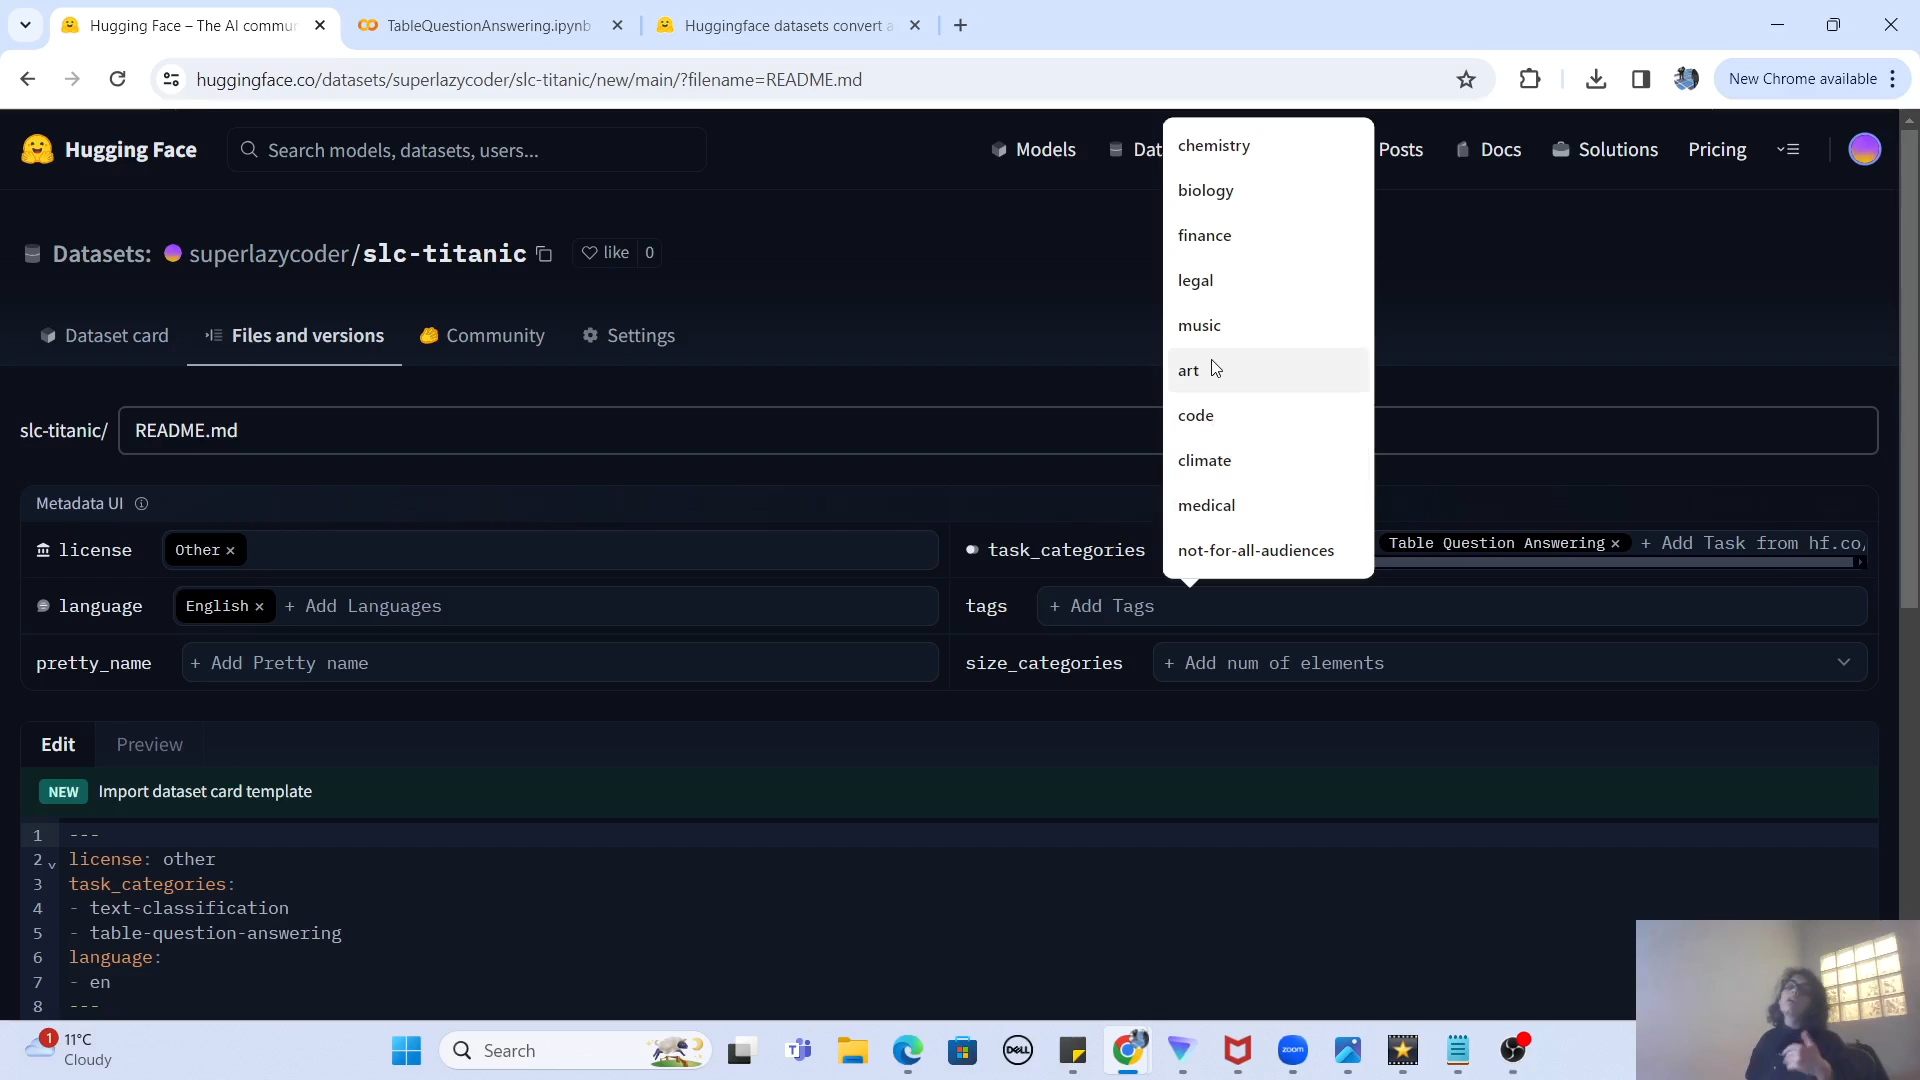 Hugging Face – The AI commun
TableQuestionAnswering.ipynb
Huggingface datasets convert a
huggingface.co/datasets/superlazycoder/slc-titanic/new/main/?filename=README.md
New Chrome available
Hugging Face
Search models, datasets, users...
Models
Dat
Posts
Docs
Solutions
Pricing
chemistry
biology
finance
legal
music
art
code
climate
medical
not-for-all-audiences
Datasets: superlazycoder/slc-titanic
like 0
Dataset card
Files and versions
Community
Settings
slc-titanic/ README.md
Metadata UI
license Other ×
task_categories Table Question Answering × + Add Task from hf.co/
language English × + Add Languages
tags + Add Tags
pretty_name + Add Pretty name
size_categories + Add num of elements
Edit Preview
NEW Import dataset card template
1 ---
2 license: other
3 task_categories:
4 - text-classification
5 - table-question-answering
6 language:
7 - en
8 ---
1 11°C
Cloudy
Search
DELL
zoom